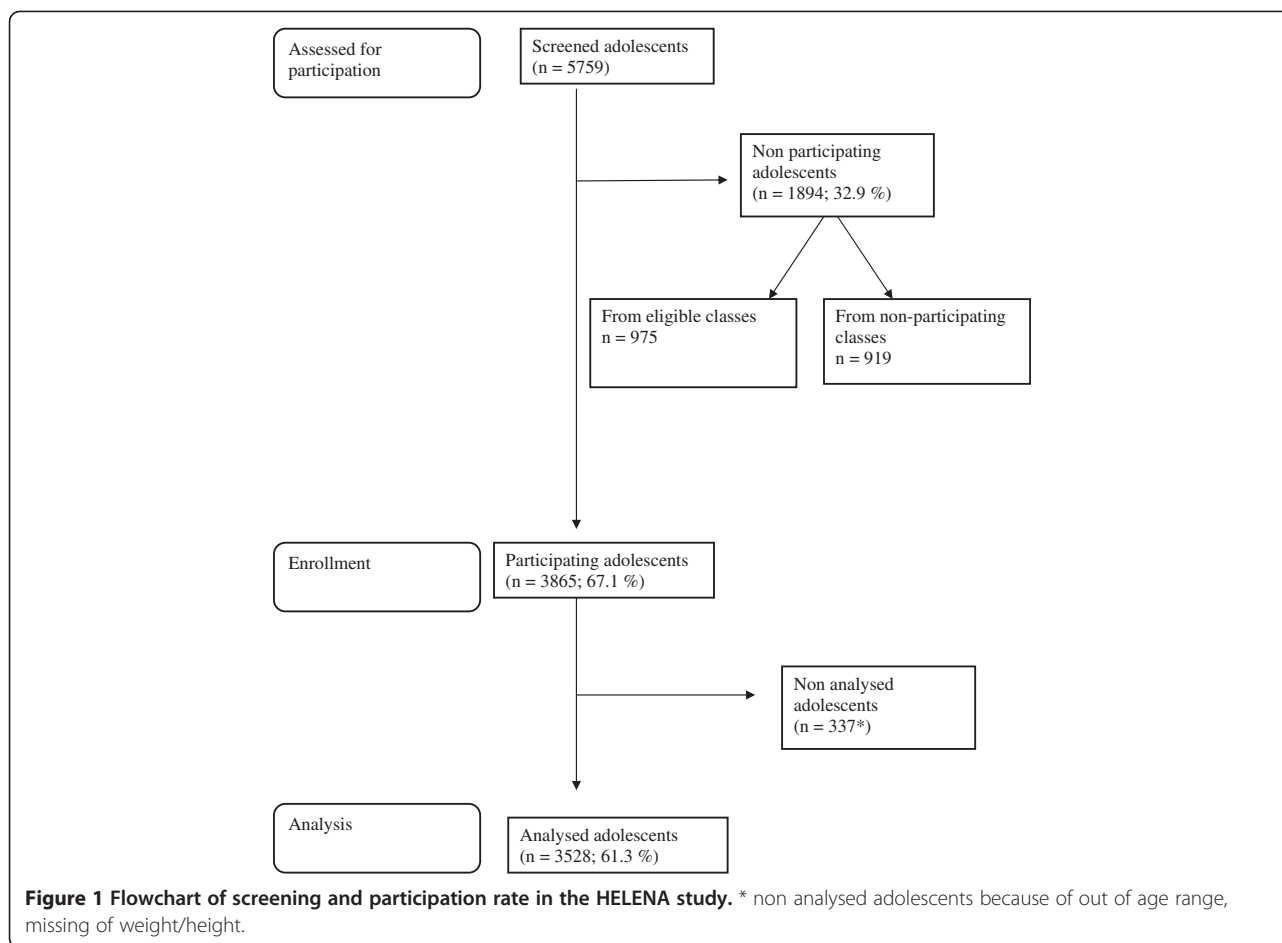 Assessed for
participation
Screened adolescents
(n = 5759)
Non participating
adolescents
(n = 1894; 32.9 %)
From eligible classes
n = 975
From non-participating
classes
n = 919
Enrollment
Participating adolescents
(n = 3865; 67.1 %)
Non analysed
adolescents
(n = 337*)
Analysis
Analysed adolescents
(n = 3528; 61.3 %)
Figure 1 Flowchart of screening and participation rate in the HELENA study. * non analysed adolescents because of out of age range,
missing of weight/height.